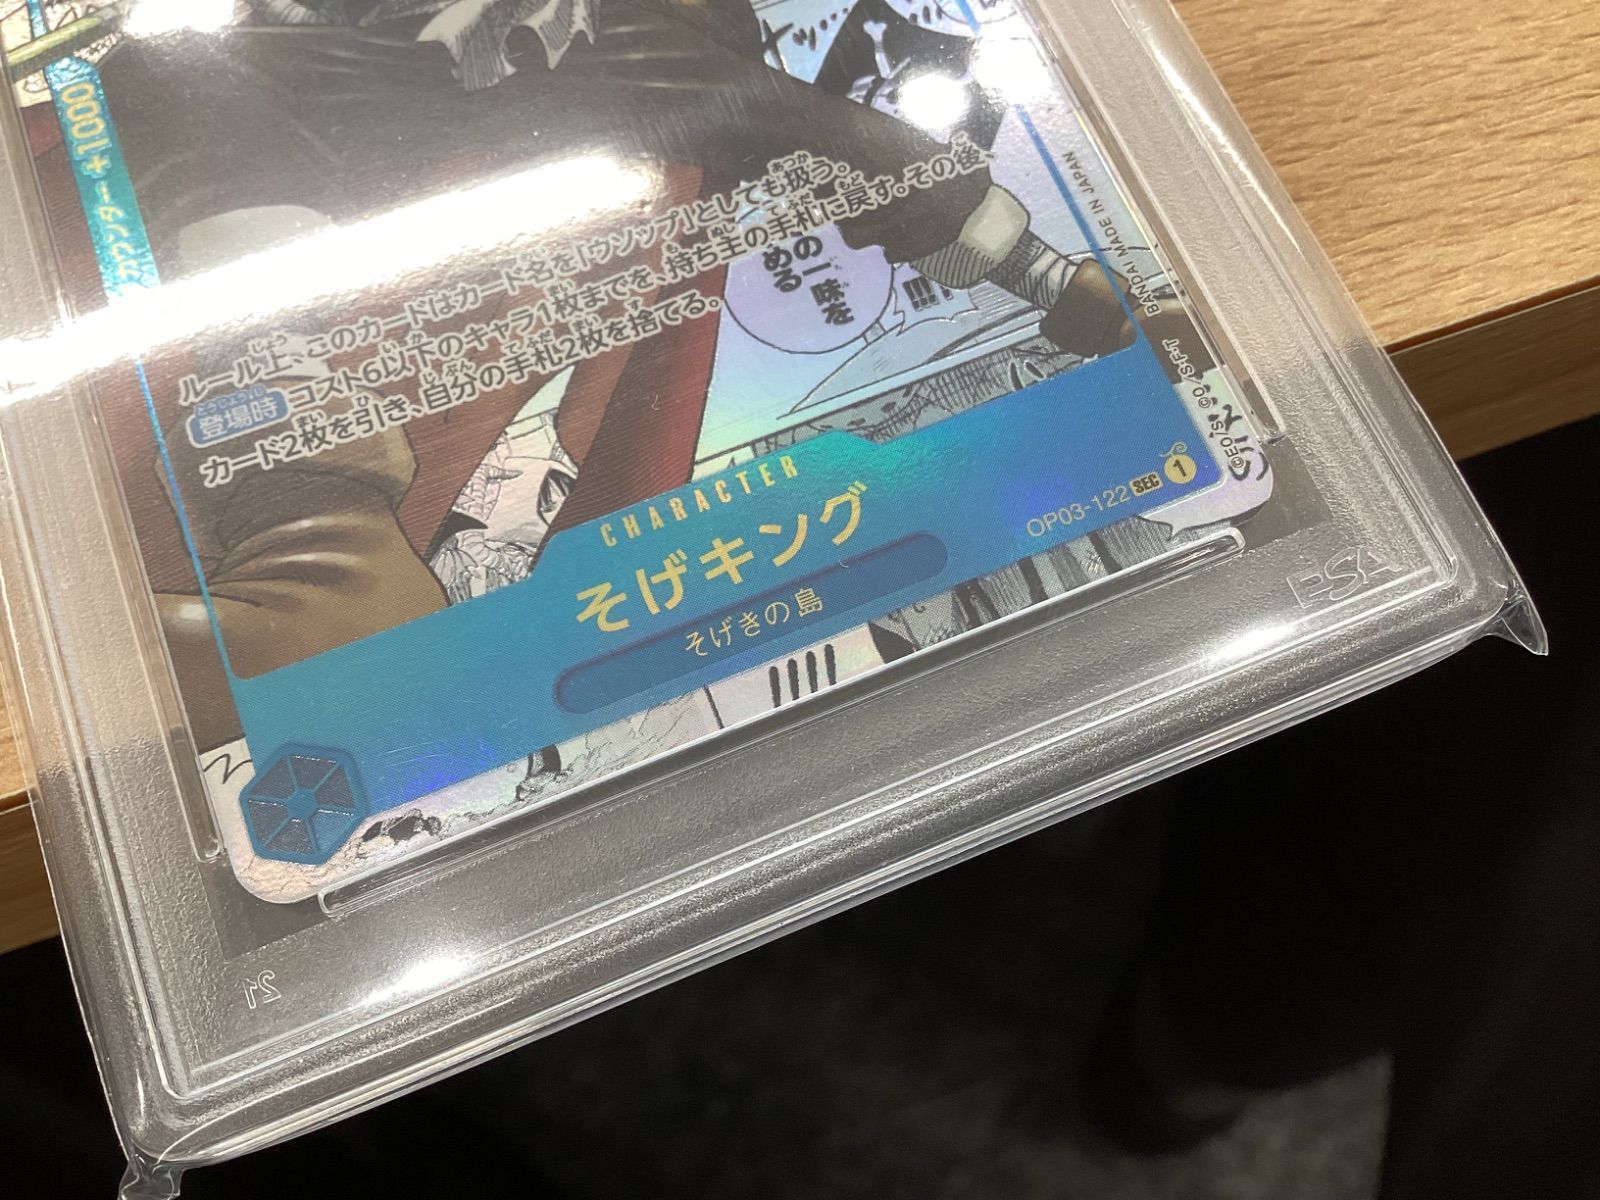 カウンター +1000
ルール上、このカードはカード名を「ウソップ」としても扱う。
登場時 コスト6以下のキャラ1枚までを、持ち主の手札に戻す。その後、
カード2枚を引き、自分の手札2枚を捨てる。
の一味を
める
!!!
BANDAI MADE IN JAPAN
CHARACTER
そげキング
そげきの島
OP03-122 SEC 1
PSA
21